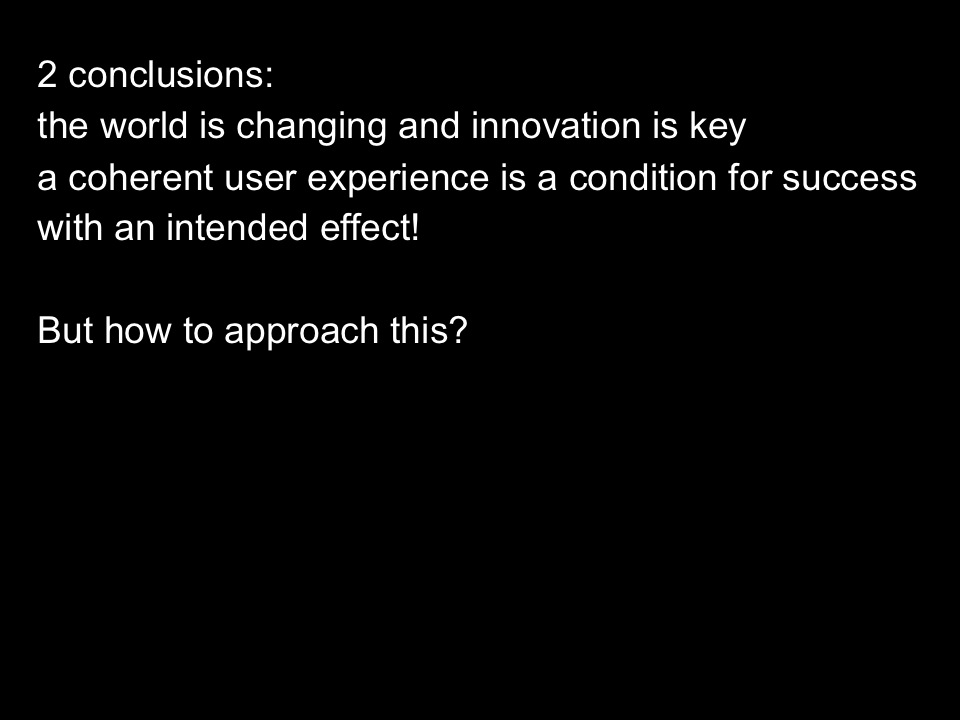 2 conclusions:
the world is changing and innovation is key
a coherent user experience is a condition for success
with an intended effect!
But how to approach this?